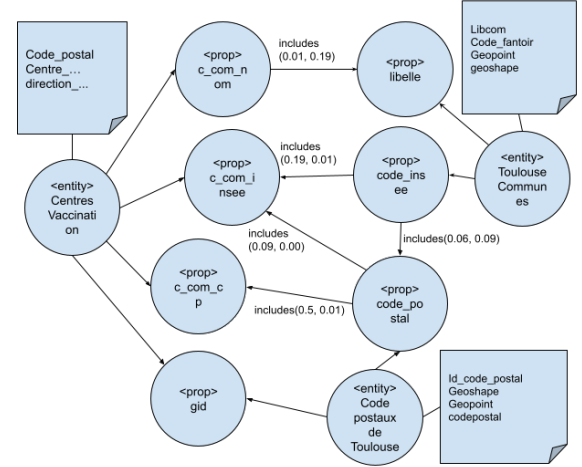 Code_postal
Centre_...
direction_...
<prop>
c_com_n
om
includes
(0.01, 0.19)
<prop>
libelle
Libcom
Code_fantoir
Geopoint
geoshape
<entity>
Centres
Vaccinati
on
<prop>
c_com_i
nsee
includes
(0.19, 0.01)
<prop>
code_ins
ee
<entity>
Toulouse
Commun
es
includes
(0.09, 0.00)
includes(0.06, 0.09)
<prop>
c_com_c
p
includes(0.5, 0.01)
<prop>
code_po
stal
<prop>
gid
<entity>
Code
postaux
de
Toulouse
Id_code_postal
Geoshape
Geopoint
codepostal